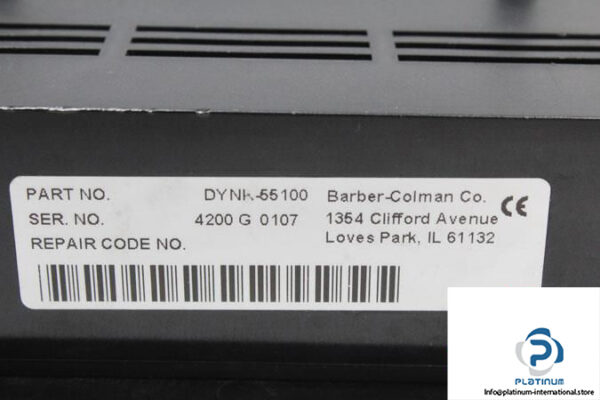 PART NO. DYNK-55100 Barber-Colman Co.
SER. NO. 4200 G 0107 1354 Clifford Avenue CE
REPAIR CODE NO. Loves Park, IL 61132
PLATINUM
info@platinum-international.store